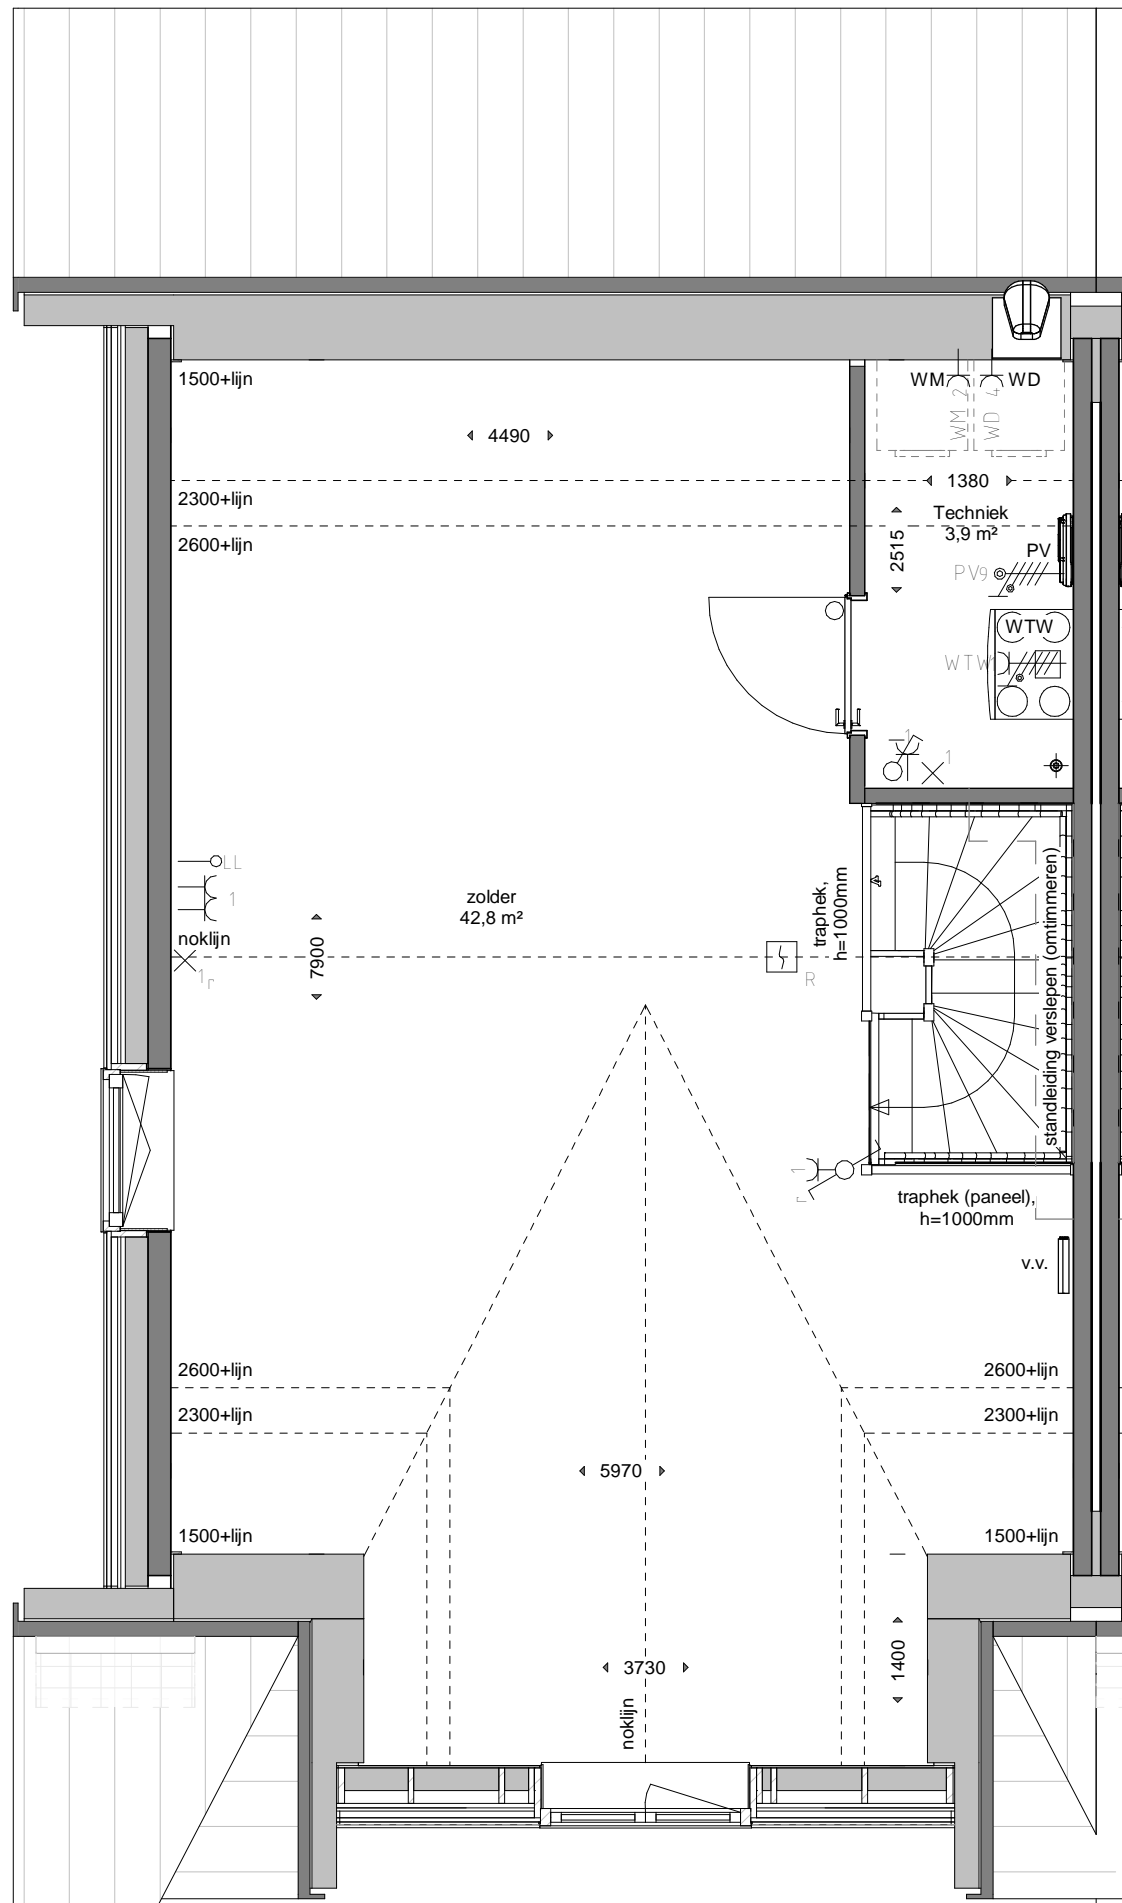 1500+lijn
WM
WD
WM 2
WD 4
4490
2300+lijn
1380
2600+lijn
2515
Techniek
3,9 m²
PV
PV9
WTW
WTW
1
1
LL
1
zolder
42,8 m²
traphek,
h=1000mm
standleiding verslepen (omtimmeren)
noklijn
7900
1r
R
1
r
traphek (paneel),
h=1000mm
v.v.
2600+lijn
2600+lijn
2300+lijn
2300+lijn
5970
1500+lijn
1500+lijn
3730
1400
noklijn